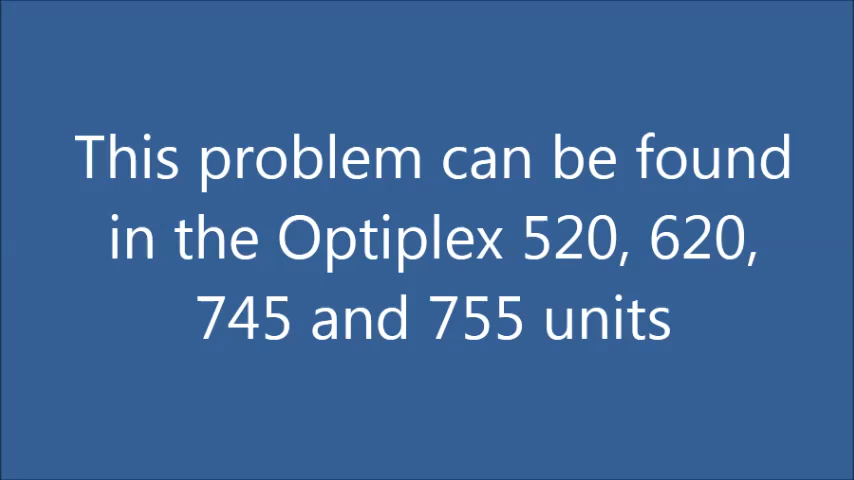 This problem can be found
in the Optiplex 520, 620,
745 and 755 units